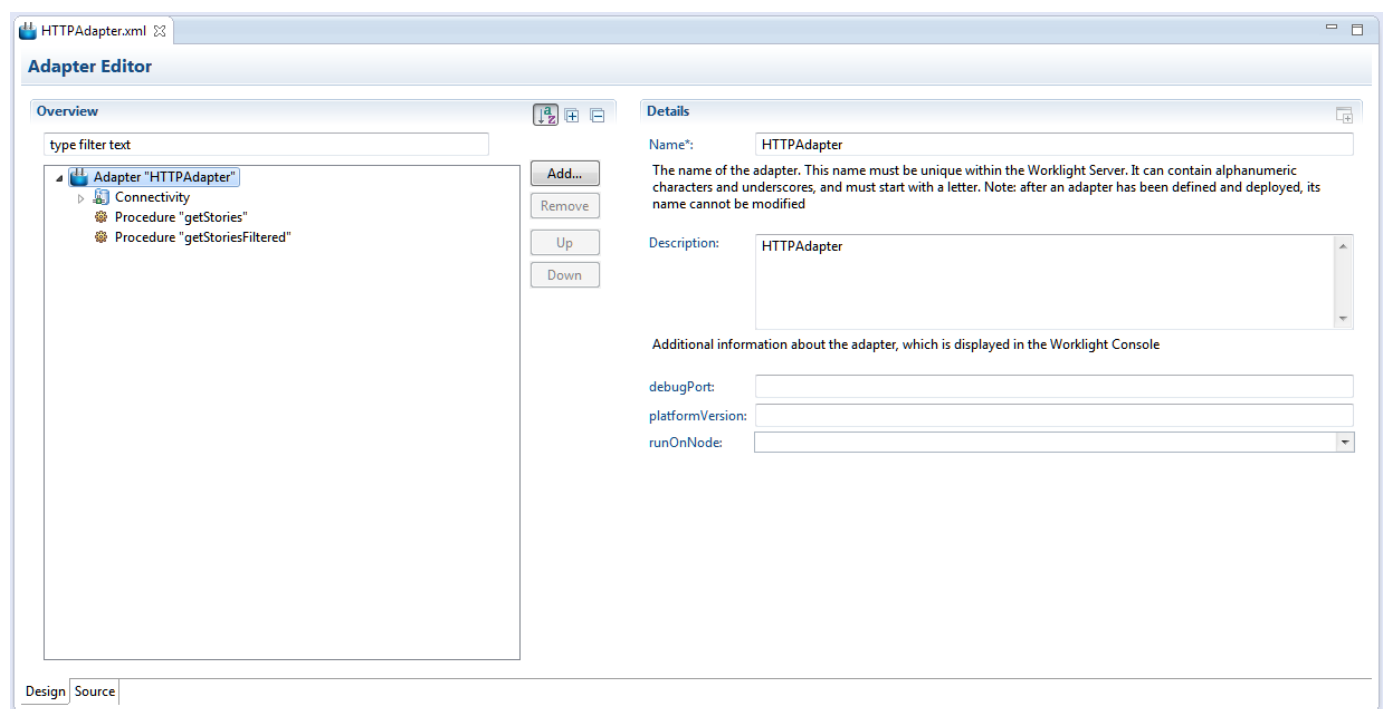 HTTPAdapter.xml
Adapter Editor
Overview
type filter text
Adapter "HTTPAdapter"
Connectivity
Procedure "getStories"
Procedure "getStoriesFiltered"
a
z
Add...
Remove
Up
Down
Details
Name*:
HTTPAdapter
The name of the adapter. This name must be unique within the Worklight Server. It can contain alphanumeric
characters and underscores, and must start with a letter. Note: after an adapter has been defined and deployed, its
name cannot be modified
Description:
HTTPAdapter
Additional information about the adapter, which is displayed in the Worklight Console
debugPort:
platformVersion:
runOnNode:
Design Source